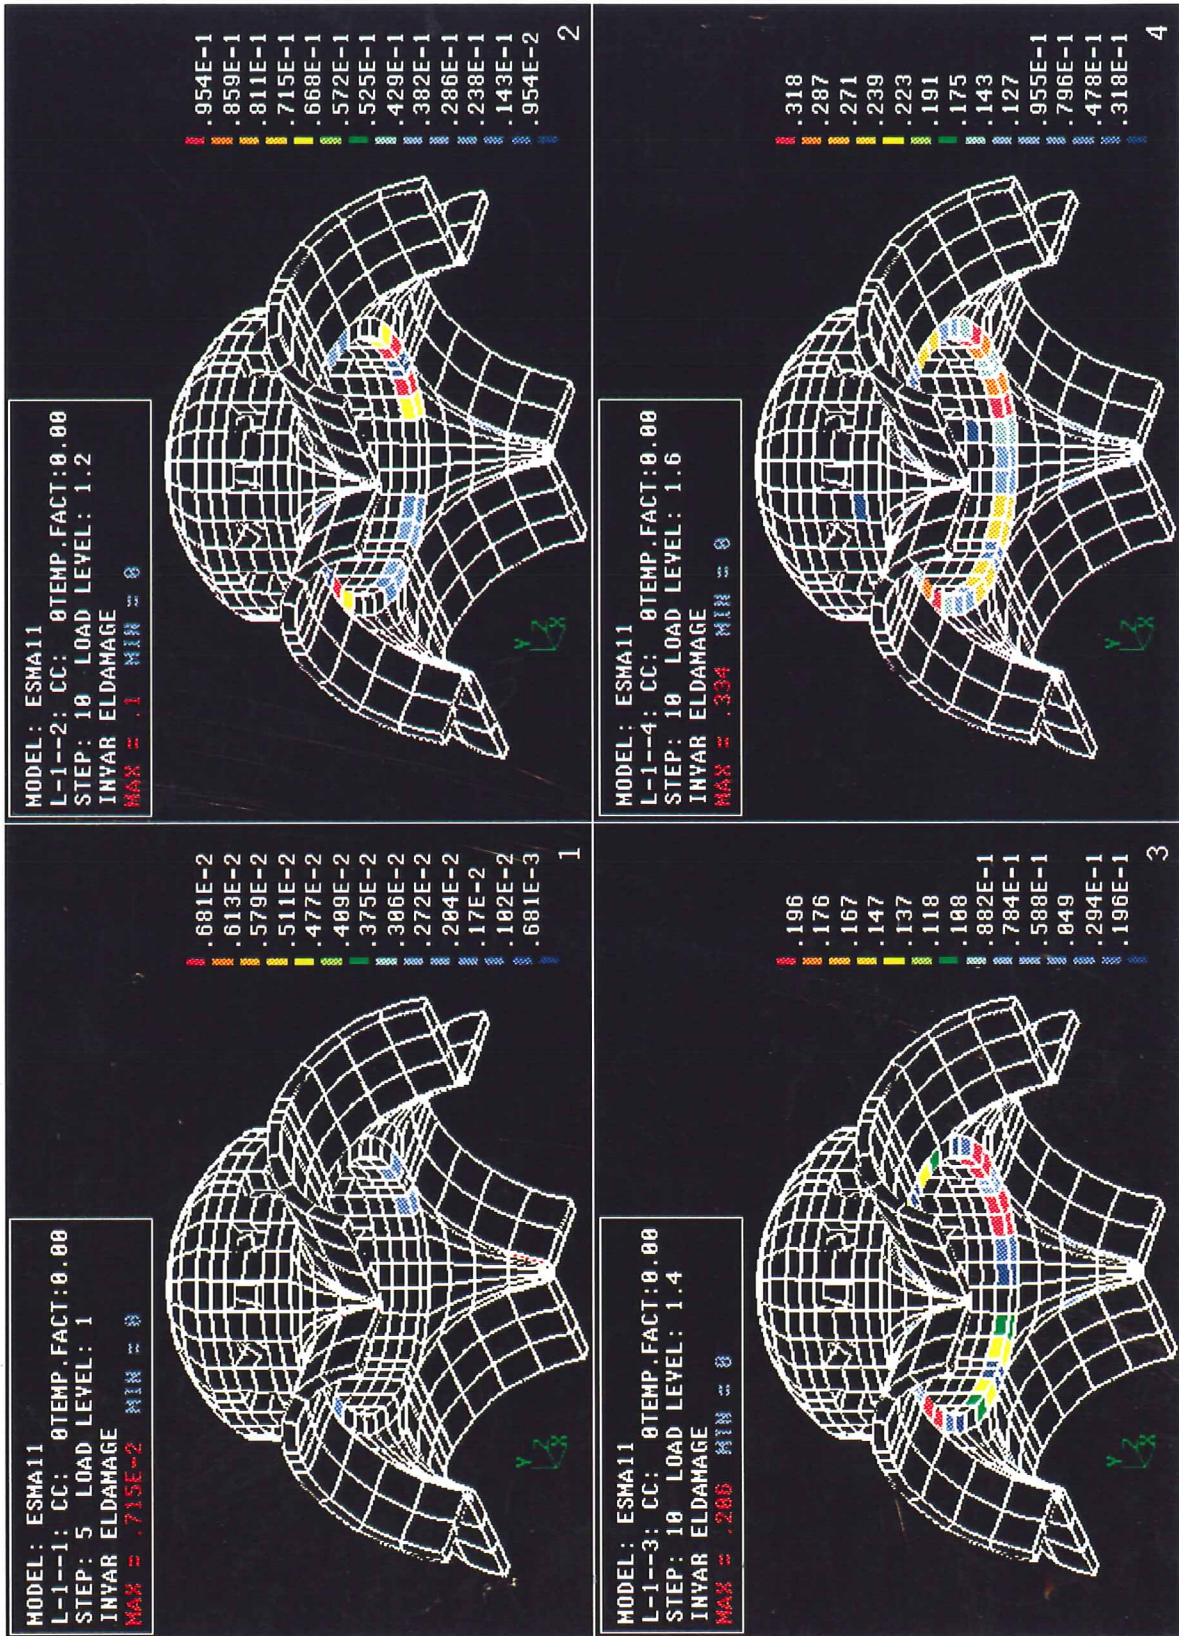 MODEL: ESMA11
L-1--1: CC: 0TEMP.FACT:0.00
STEP: 5 LOAD LEVEL: 1
INYAR ELDAMAGE
MAX = .715E-2 MIN = 0
.681E-2
.613E-2
.579E-2
.511E-2
.477E-2
.409E-2
.375E-2
.306E-2
.272E-2
.204E-2
.17E-2
.102E-2
.681E-3
Y
Z
X
1
MODEL: ESMA11
L-1--2: CC: 0TEMP.FACT:0.00
STEP: 10 LOAD LEVEL: 1.2
INYAR ELDAMAGE
MAX = .1 MIN = 0
.954E-1
.859E-1
.811E-1
.715E-1
.668E-1
.572E-1
.525E-1
.429E-1
.382E-1
.286E-1
.238E-1
.143E-1
.954E-2
Y
Z
X
2
MODEL: ESMA11
L-1--3: CC: 0TEMP.FACT:0.00
STEP: 10 LOAD LEVEL: 1.4
INYAR ELDAMAGE
MAX = .206 MIN = 0
.196
.176
.167
.147
.137
.118
.108
.882E-1
.784E-1
.588E-1
.049
.294E-1
.196E-1
Y
Z
X
3
MODEL: ESMA11
L-1--4: CC: 0TEMP.FACT:0.00
STEP: 10 LOAD LEVEL: 1.6
INYAR ELDAMAGE
MAX = .334 MIN = 0
.318
.287
.271
.239
.223
.191
.175
.143
.127
.955E-1
.796E-1
.478E-1
.318E-1
Y
Z
X
4